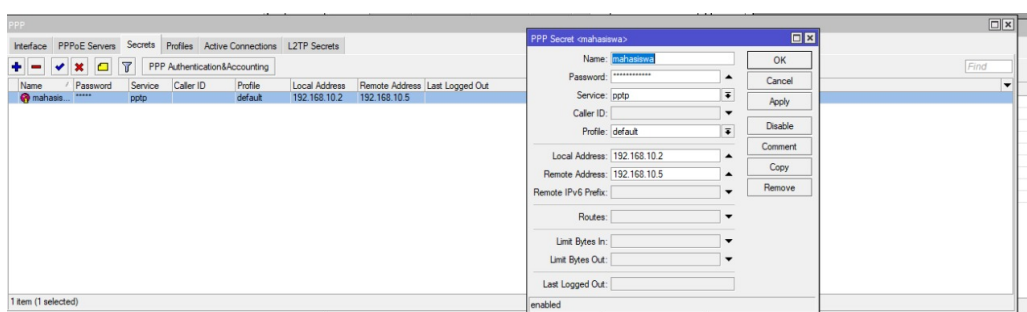 PPP
Interface PPPoE Servers Secrets Profiles Active Connections L2TP Secrets
PPP Authentication&Accounting Find
Name Password Service Caller ID Profile Local Address Remote Address Last Logged Out
mahasis... ***** pptp default 192.168.10.2 192.168.10.5
1 item (1 selected)
PPP Secret <mahasiswa>
Name: mahasiswa OK
Password: ************ Cancel
Service: pptp Apply
Caller ID:
Profile: default Disable
Comment
Local Address: 192.168.10.2
Copy
Remote Address: 192.168.10.5
Remove
Remote IPv6 Prefix:
Routes:
Limit Bytes In:
Limit Bytes Out:
Last Logged Out:
enabled